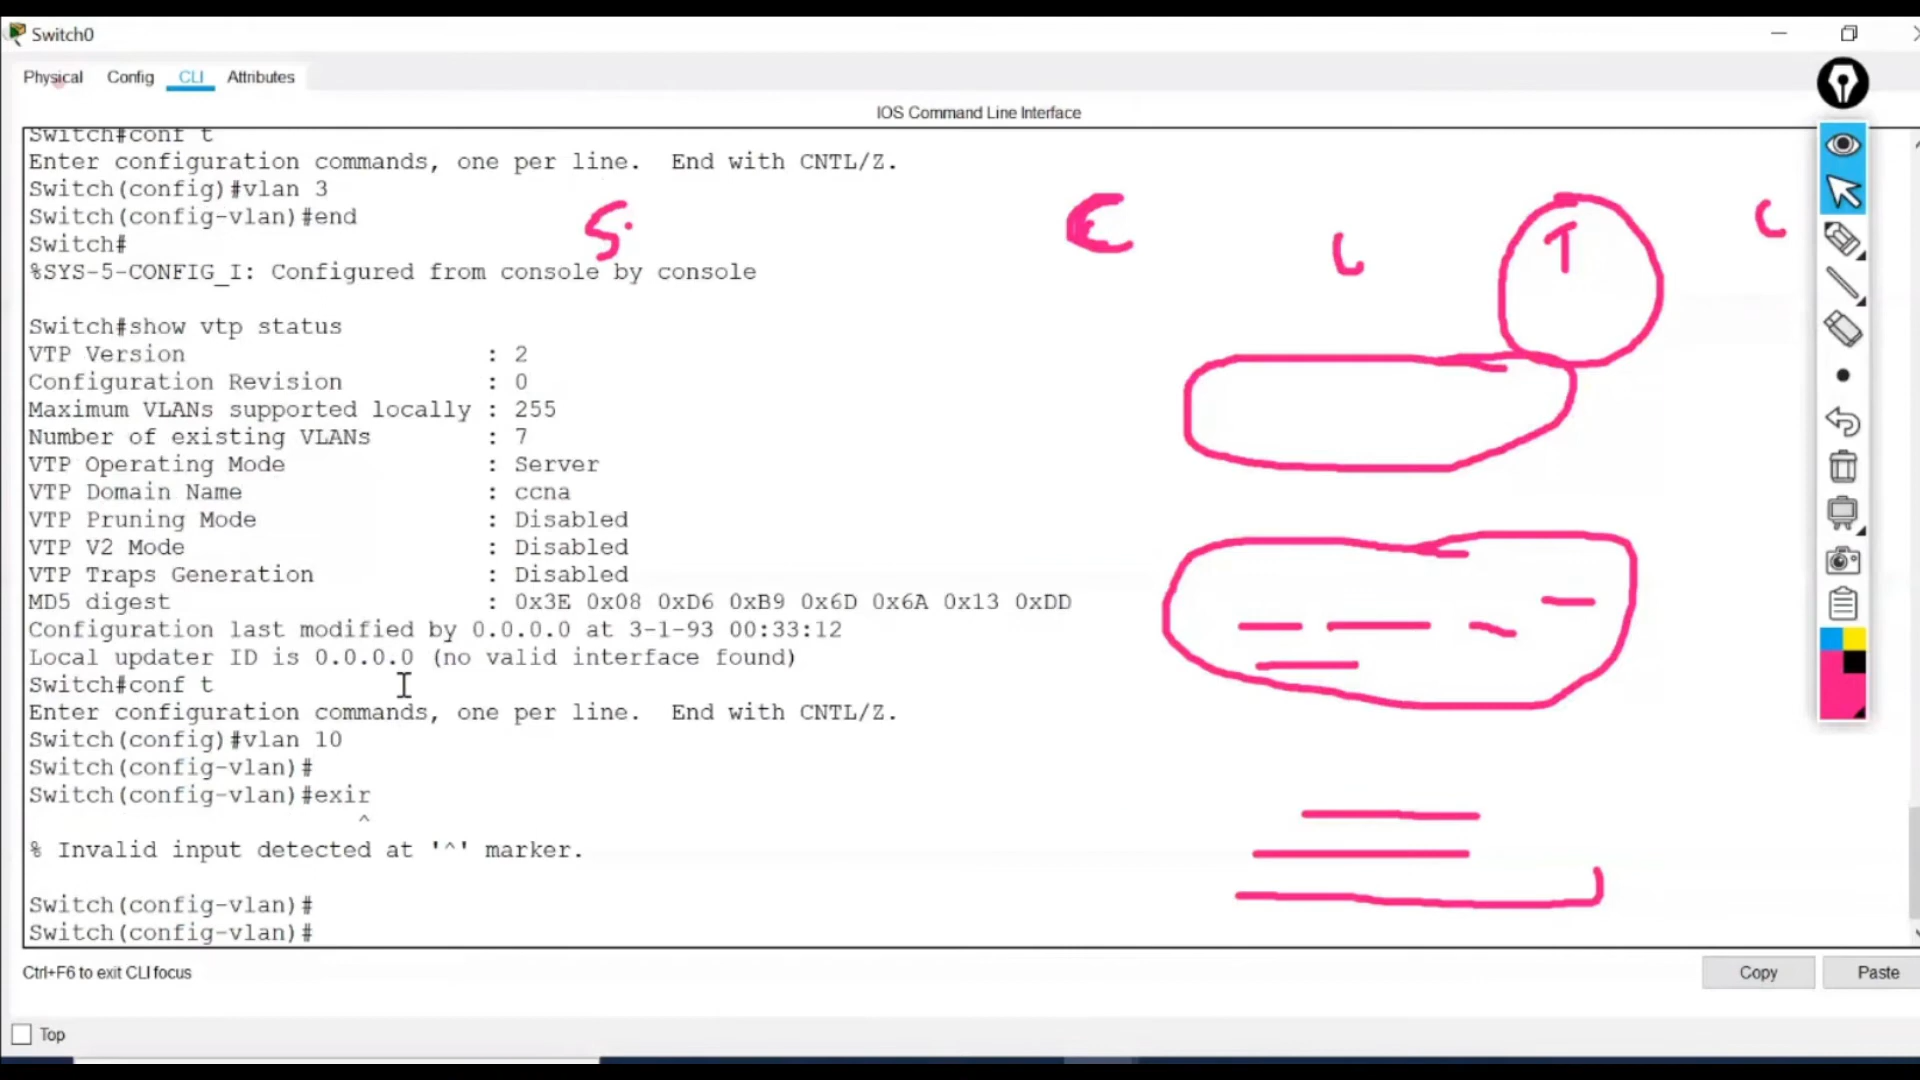 Switch0
Physical Config CLI Attributes
IOS Command Line Interface
Switch#conf t
Enter configuration commands, one per line.  End with CNTL/Z.
Switch(config)#vlan 3
Switch(config-vlan)#end
Switch#
%SYS-5-CONFIG_I: Configured from console by console
S
T
Switch#show vtp status
VTP Version : 2
Configuration Revision : 0
Maximum VLANs supported locally : 255
Number of existing VLANs : 7
VTP Operating Mode : Server
VTP Domain Name : ccna
VTP Pruning Mode : Disabled
VTP V2 Mode : Disabled
VTP Traps Generation : Disabled
MD5 digest : 0x3E 0x08 0xD6 0xB9 0x6D 0x6A 0x13 0xDD
Configuration last modified by 0.0.0.0 at 3-1-93 00:33:12
Local updater ID is 0.0.0.0 (no valid interface found)
Switch#conf t
Enter configuration commands, one per line.  End with CNTL/Z.
Switch(config)#vlan 10
Switch(config-vlan)#
Switch(config-vlan)#exir
^
% Invalid input detected at '^' marker.
Switch(config-vlan)#
Switch(config-vlan)#
Ctrl+F6 to exit CLI focus
Copy Paste
Top